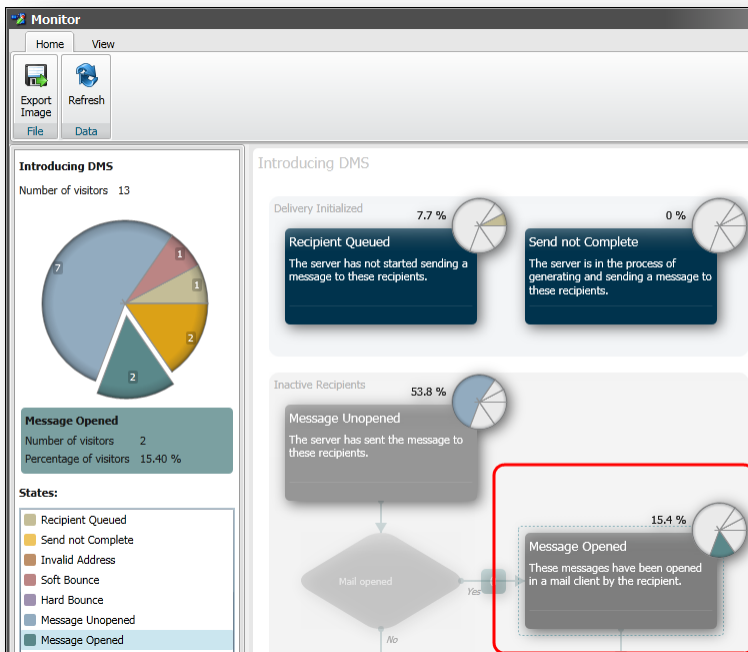 Monitor
Home View
Export
Image
Refresh
File
Data
Introducing DMS
Number of visitors 13
7
1
1
2
2
Message Opened
Number of visitors 2
Percentage of visitors 15.40 %
States:
Recipient Queued
Send not Complete
Invalid Address
Soft Bounce
Hard Bounce
Message Unopened
Message Opened
Introducing DMS
Delivery Initialized
7.7 %
Recipient Queued
The server has not started sending a
message to these recipients.
0 %
Send not Complete
The server is in the process of
generating and sending a message to
these recipients.
Inactive Recipients
53.8 %
Message Unopened
The server has sent the message to
these recipients.
Mail opened
Yes
No
15.4 %
Message Opened
These messages have been opened
in a mail client by the recipient.